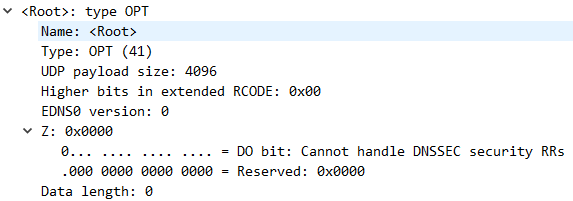 <Root>: type OPT
Name: <Root>
Type: OPT (41)
UDP payload size: 4096
Higher bits in extended RCODE: 0x00
EDNS0 version: 0
Z: 0x0000
0... .... .... .... = DO bit: Cannot handle DNSSEC security RRs
.000 0000 0000 0000 = Reserved: 0x0000
Data length: 0